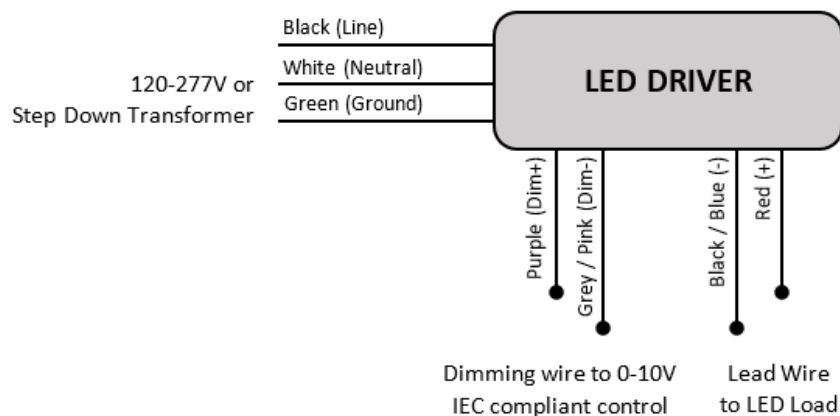 Black (Line)
White (Neutral)
Green (Ground)
120-277V or
Step Down Transformer
LED DRIVER
Purple (Dim+)
Grey / Pink (Dim-)
Black / Blue (-)
Red (+)
Dimming wire to 0-10V
IEC compliant control
Lead Wire
to LED Load